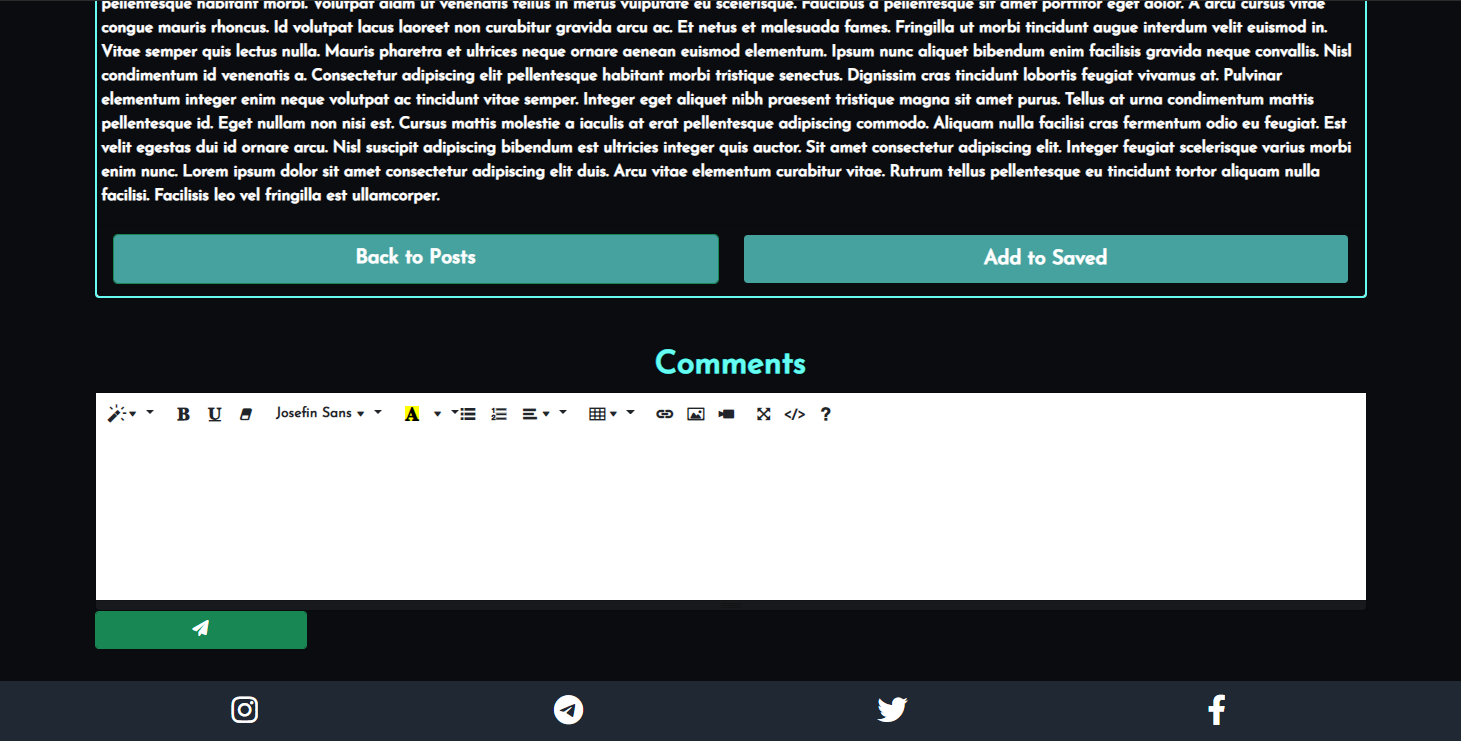 pellentesque habitant morbi. Volutpat diam ut venenatis tellus in metus vulputate eu scelerisque. Faucibus a pellentesque sit amet porttitor eget dolor. A arcu cursus vitae
congue mauris rhoncus. Id volutpat lacus laoreet non curabitur gravida arcu ac. Et netus et malesuada fames. Fringilla ut morbi tincidunt augue interdum velit euismod in.
Vitae semper quis lectus nulla. Mauris pharetra et ultrices neque ornare aenean euismod elementum. Ipsum nunc aliquet bibendum enim facilisis gravida neque convallis. Nisl
condimentum id venenatis a. Consectetur adipiscing elit pellentesque habitant morbi tristique senectus. Dignissim cras tincidunt lobortis feugiat vivamus at. Pulvinar
elementum integer enim neque volutpat ac tincidunt vitae semper. Integer eget aliquet nibh praesent tristique magna sit amet purus. Tellus at urna condimentum mattis
pellentesque id. Eget nullam non nisi est. Cursus mattis molestie a iaculis at erat pellentesque adipiscing commodo. Aliquam nulla facilisi cras fermentum odio eu feugiat. Est
velit egestas dui id ornare arcu. Nisl suscipit adipiscing bibendum est ultricies integer quis auctor. Sit amet consectetur adipiscing elit. Integer feugiat scelerisque varius morbi
enim nunc. Lorem ipsum dolor sit amet consectetur adipiscing elit duis. Arcu vitae elementum curabitur vitae. Rutrum tellus pellentesque eu tincidunt tortor aliquam nulla
facilisi. Facilisis leo vel fringilla est ullamcorper.
Back to Posts
Add to Saved
Comments
B U Josefin Sans A </> ?